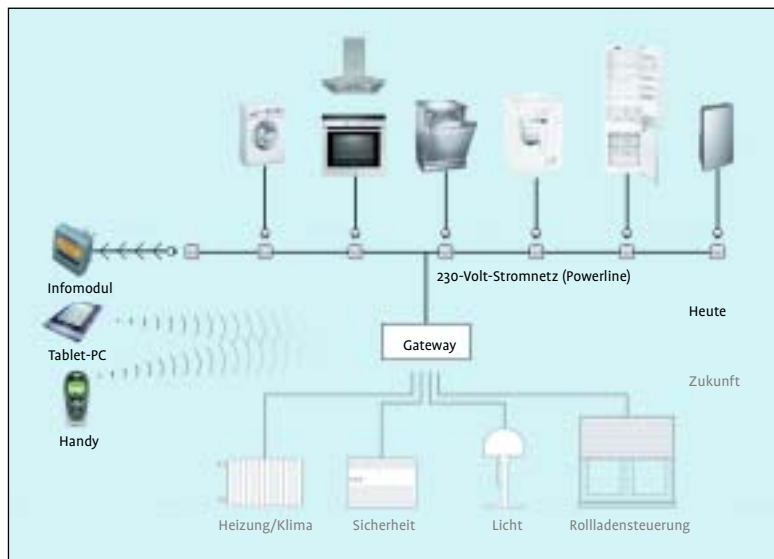 230-Volt-Stromnetz (Powerline)
Infomodul
Heute
Tablet-PC
Gateway
Zukunft
Handy
Heizung/Klima
Sicherheit
Licht
Rollladensteuerung